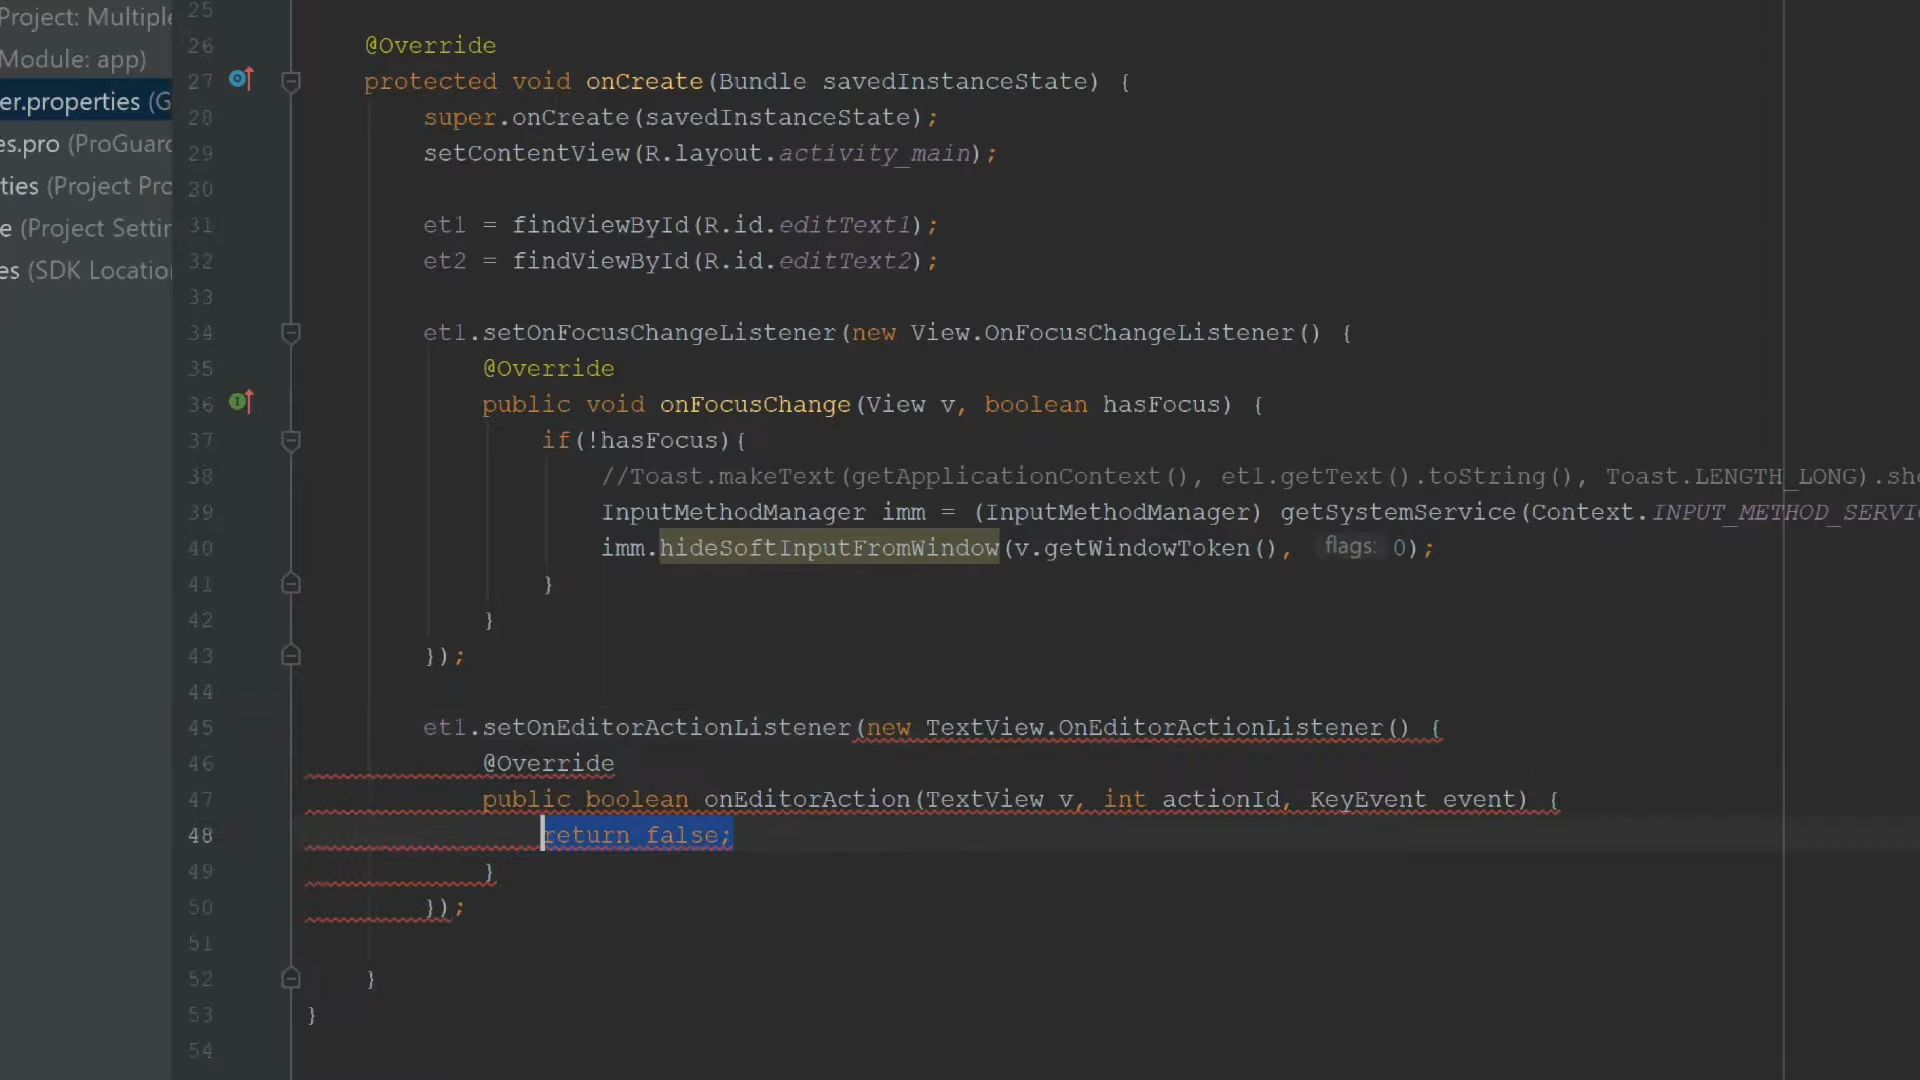 Project: Multiple
Module: app)
er.properties (G
es.pro (ProGuard
ties (Project Pro
e (Project Settin
es (SDK Location
25
26 @Override
27 protected void onCreate(Bundle savedInstanceState) {
28 super.onCreate(savedInstanceState);
29 setContentView(R.layout.activity_main);
30
31 et1 = findViewById(R.id.editText1);
32 et2 = findViewById(R.id.editText2);
33
34 et1.setOnFocusChangeListener(new View.OnFocusChangeListener() {
35 @Override
36 public void onFocusChange(View v, boolean hasFocus) {
37 if(!hasFocus){
38 //Toast.makeText(getApplicationContext(), et1.getText().toString(), Toast.LENGTH_LONG).sho
39 InputMethodManager imm = (InputMethodManager) getSystemService(Context.INPUT_METHOD_SERVIC
40 imm.hideSoftInputFromWindow(v.getWindowToken(), flags: 0);
41 }
42 }
43 });
44
45 et1.setOnEditorActionListener(new TextView.OnEditorActionListener() {
46 @Override
47 public boolean onEditorAction(TextView v, int actionId, KeyEvent event) {
48 return false;
49 }
50 });
51
52 }
53 }
54